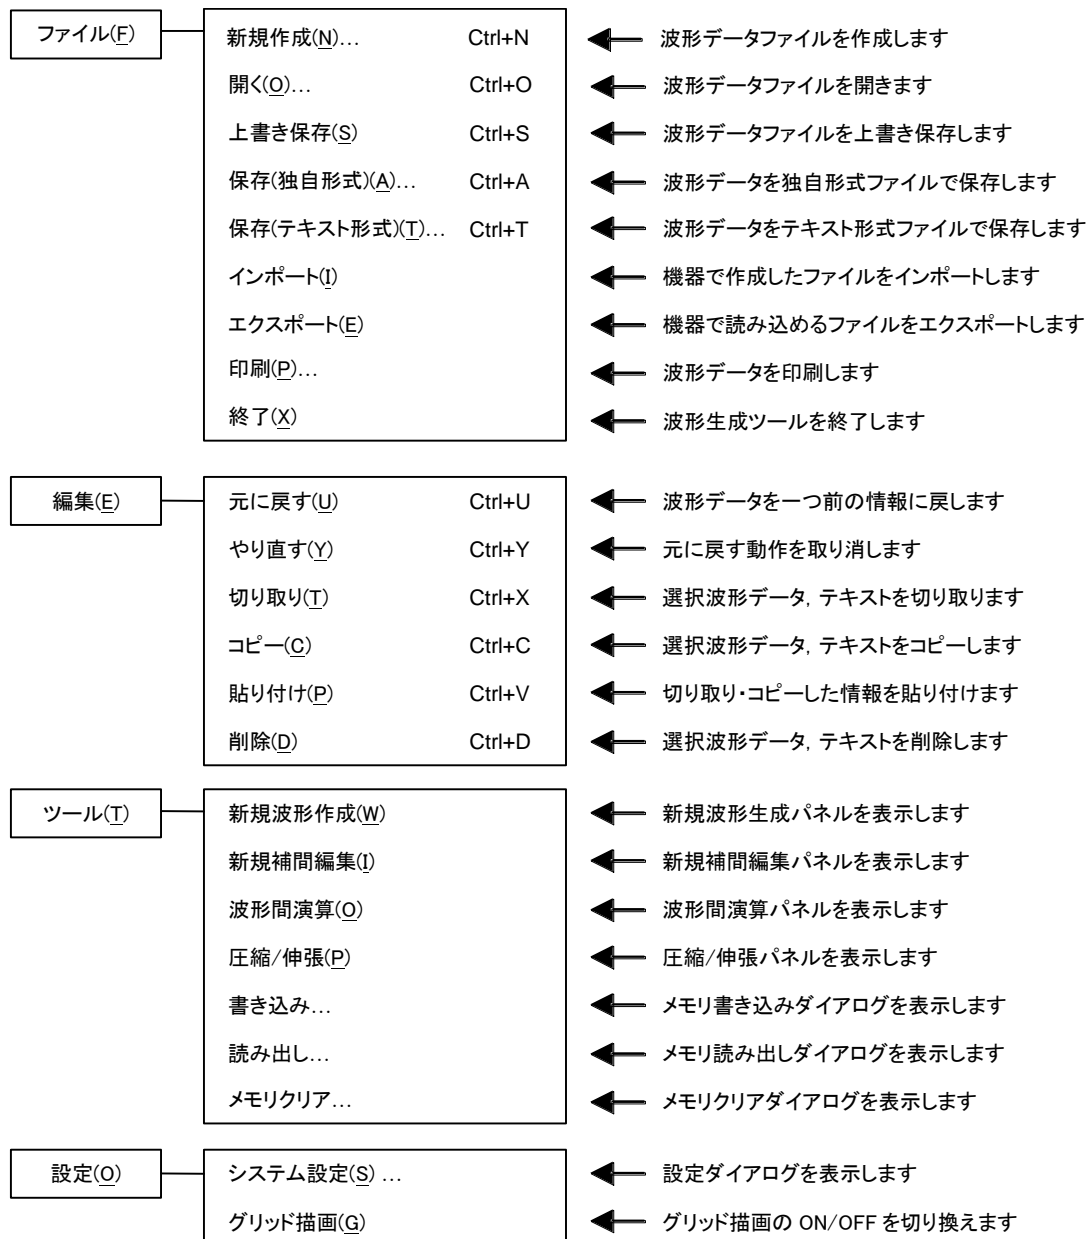 ファイル(F) 新規作成(N)... Ctrl+N 波形データファイルを作成します
開く(O)... Ctrl+O 波形データファイルを開きます
上書き保存(S) Ctrl+S 波形データファイルを上書き保存します
保存(独自形式)(A)... Ctrl+A 波形データを独自形式ファイルで保存します
保存(テキスト形式)(T)... Ctrl+T 波形データをテキスト形式ファイルで保存します
インポート(I) 機器で作成したファイルをインポートします
エクスポート(E) 機器で読み込めるファイルをエクスポートします
印刷(P)... 波形データを印刷します
終了(X) 波形生成ツールを終了します
編集(E) 元に戻す(U) Ctrl+U 波形データを一つ前の情報に戻します
やり直す(Y) Ctrl+Y 元に戻す動作を取り消します
切り取り(T) Ctrl+X 選択波形データ, テキストを切り取ります
コピー(C) Ctrl+C 選択波形データ, テキストをコピーします
貼り付け(P) Ctrl+V 切り取り・コピーした情報を貼り付けます
削除(D) Ctrl+D 選択波形データ, テキストを削除します
ツール(T) 新規波形作成(W) 新規波形生成パネルを表示します
新規補間編集(I) 新規補間編集パネルを表示します
波形間演算(O) 波形間演算パネルを表示します
圧縮/伸張(P) 圧縮/伸張パネルを表示します
書き込み... メモリ書き込みダイアログを表示します
読み出し... メモリ読み出しダイアログを表示します
メモリクリア... メモリクリアダイアログを表示します
設定(O) システム設定(S) ... 設定ダイアログを表示します
グリッド描画(G) グリッド描画の ON/OFF を切り換えます